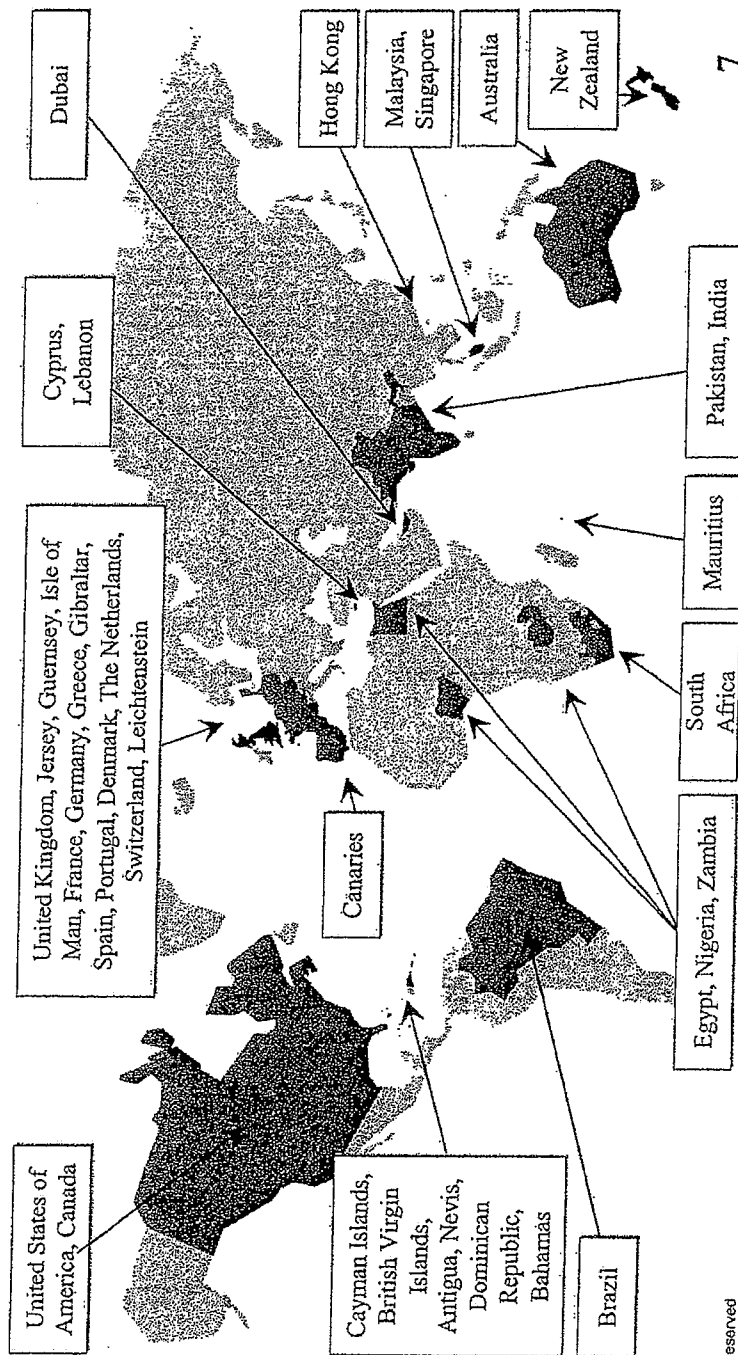 United States of
America, Canada
United Kingdom, Jersey, Guernsey, Isle of
Man, France, Germany, Greece, Gibraltar,
Spain, Portugal, Denmark, The Netherlands,
Switzerland, Leichtenstein
Cyprus,
Lebanon
Dubai
Canaries
Hong Kong
Malaysia,
Singapore
Australia
New
Zealand
Cayman Islands,
British Virgin
Islands,
Antigua, Nevis,
Dominican
Republic,
Bahamas
Brazil
Egypt, Nigeria, Zambia
South
Africa
Mauritius
Pakistan, India
eserved
7